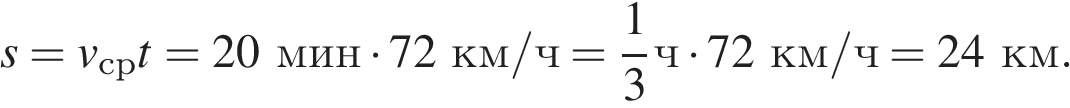 s = v_ср t = 20 мин · 72 км/ч = 1/3 ч · 72 км/ч = 24 км.